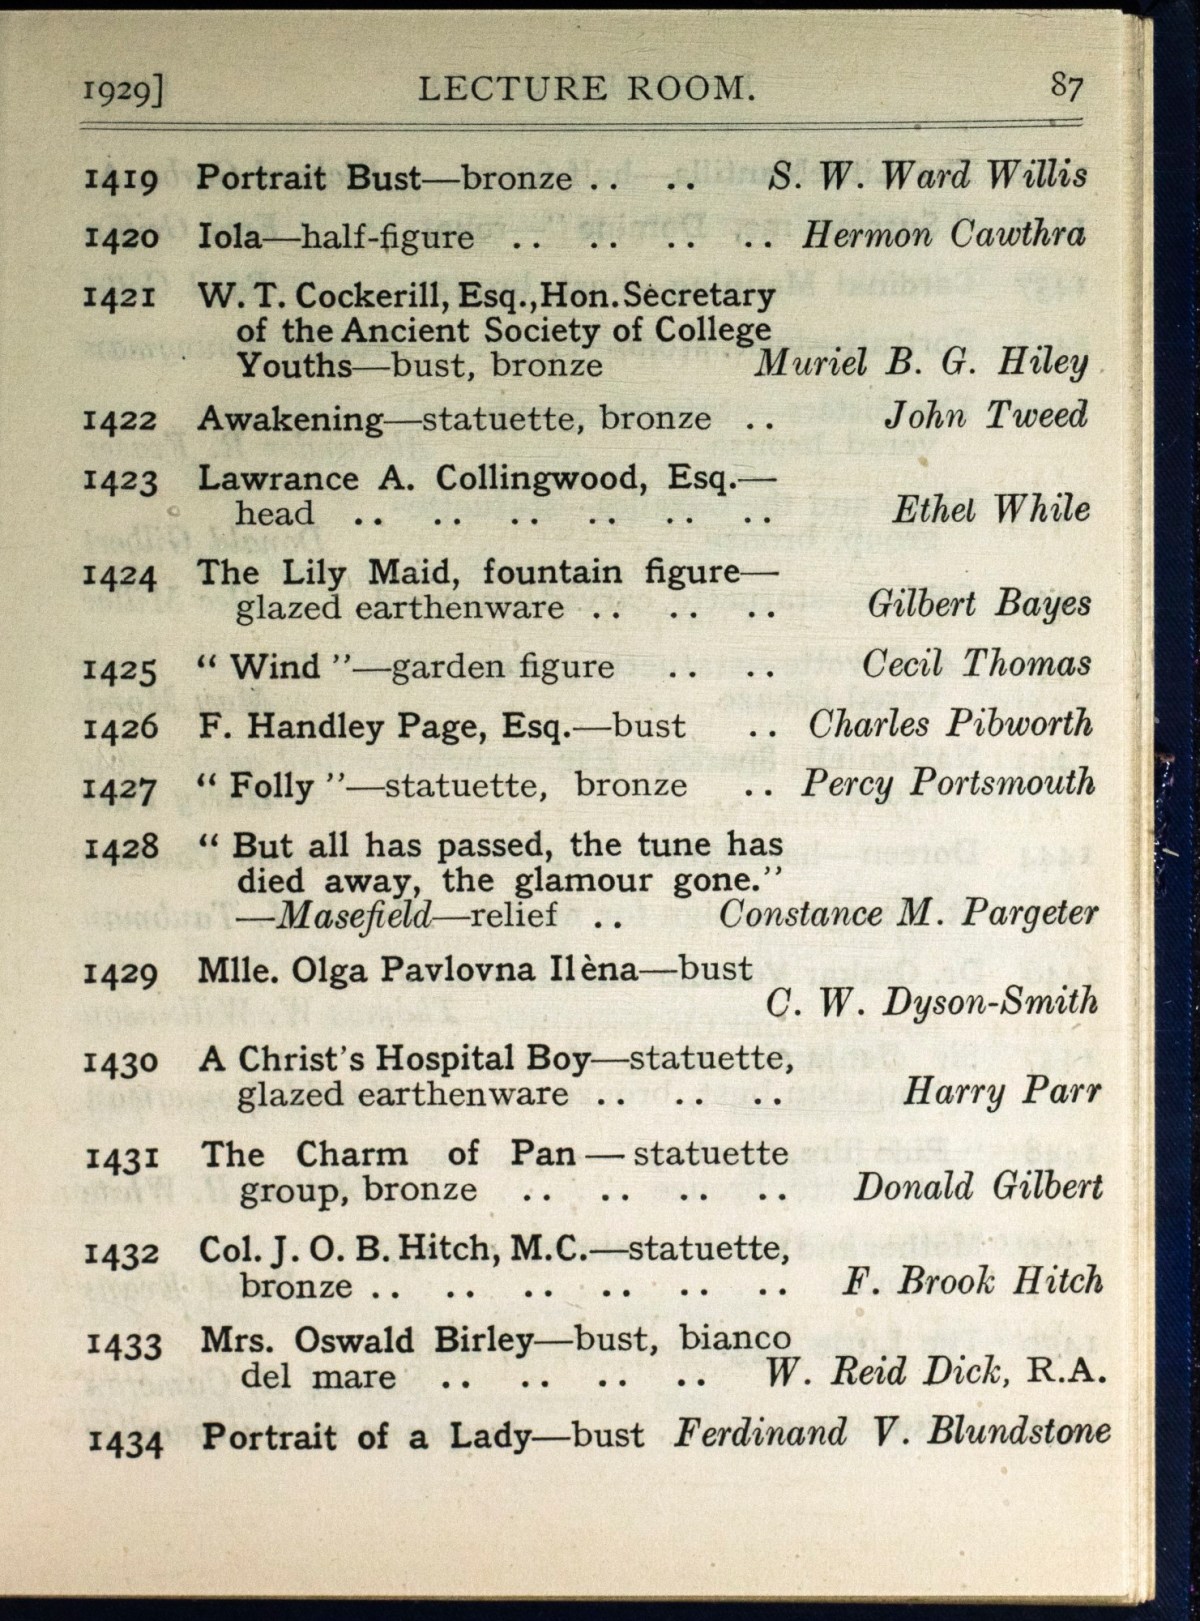 1929] LECTURE ROOM. 87
1419 Portrait Bust—bronze .. .. S. W. Ward Willis
1420 Iola—half-figure .. .. .. .. Hermon Cawthra
1421 W. T. Cockerill, Esq., Hon. Secretary
of the Ancient Society of College
Youths—bust, bronze Muriel B. G. Hiley
1422 Awakening—statuette, bronze .. John Tweed
1423 Lawrance A. Collingwood, Esq.—
head .. .. .. .. .. .. Ethel While
1424 The Lily Maid, fountain figure—
glazed earthenware .. .. .. Gilbert Bayes
1425 “ Wind ”—garden figure .. .. Cecil Thomas
1426 F. Handley Page, Esq.—bust .. Charles Pibworth
1427 “ Folly ”—statuette, bronze .. Percy Portsmouth
1428 “ But all has passed, the tune has
died away, the glamour gone.”
—Masefield—relief .. Constance M. Pargeter
1429 Mlle. Olga Pavlovna Ilèna—bust
C. W. Dyson-Smith
1430 A Christ's Hospital Boy—statuette,
glazed earthenware .. .. .. Harry Parr
1431 The Charm of Pan — statuette
group, bronze .. .. .. .. Donald Gilbert
1432 Col. J. O. B. Hitch, M.C.—statuette,
bronze .. .. .. .. .. .. F. Brook Hitch
1433 Mrs. Oswald Birley—bust, bianco
del mare .. .. .. .. W. Reid Dick, R.A.
1434 Portrait of a Lady—bust Ferdinand V. Blundstone